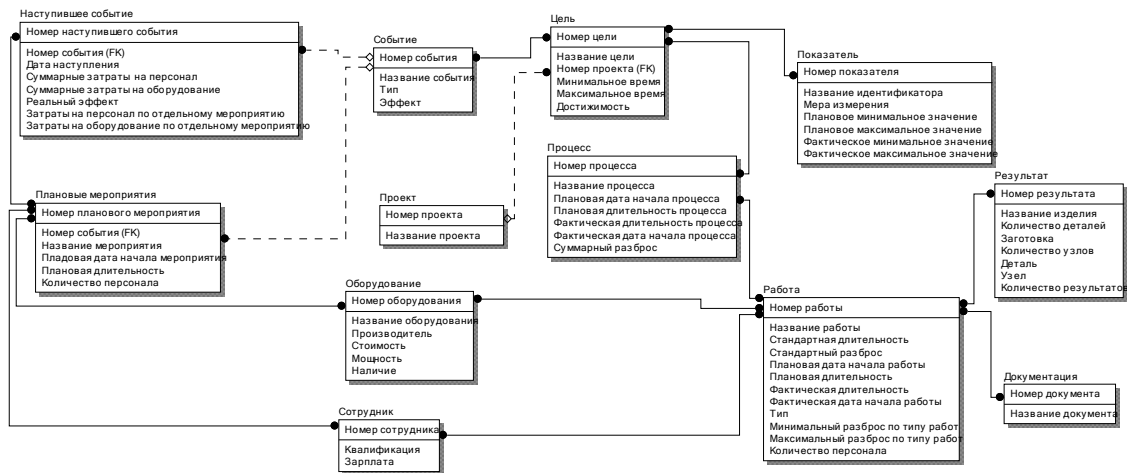 Наступившее событие
Номер наступившего события
Номер события (FK)
Дата наступления
Суммарные затраты на персонал
Суммарные затраты на оборудование
Реальный эффект
Затраты на персонал по отдельному мероприятию
Затраты на оборудование по отдельному мероприятию
Событие
Номер события
Название события
Тип
Эффект
Цель
Номер цели
Название цели
Номер проекта (FK)
Минимальное время
Максимальное время
Достижимость
Показатель
Номер показателя
Название идентификатора
Мера измерения
Плановое минимальное значение
Плановое максимальное значение
Фактическое минимальное значение
Фактическое максимальное значение
Процесс
Номер процесса
Название процесса
Плановая дата начала процесса
Плановая длительность процесса
Фактическая длительность процесса
Фактическая дата начала процесса
Суммарный разброс
Результат
Номер результата
Название изделия
Количество деталей
Заготовка
Количество узлов
Деталь
Узел
Количество результатов
Плановые мероприятия
Номер планового мероприятия
Номер события (FK)
Название мероприятия
Пладовая дата начала мероприятия
Плановая длительность
Количество персонала
Проект
Номер проекта
Название проекта
Оборудование
Номер оборудования
Название оборудования
Производитель
Стоимость
Мощность
Наличие
Работа
Номер работы
Название работы
Стандартная длительность
Стандартный разброс
Плановая дата начала работы
Плановая длительность
Фактическая длительность
Фактическая дата начала работы
Тип
Минимальный разброс по типу работ
Максимальный разброс по типу работ
Количество персонала
Документация
Номер документа
Название документа
Сотрудник
Номер сотрудника
Квалификация
Зарплата